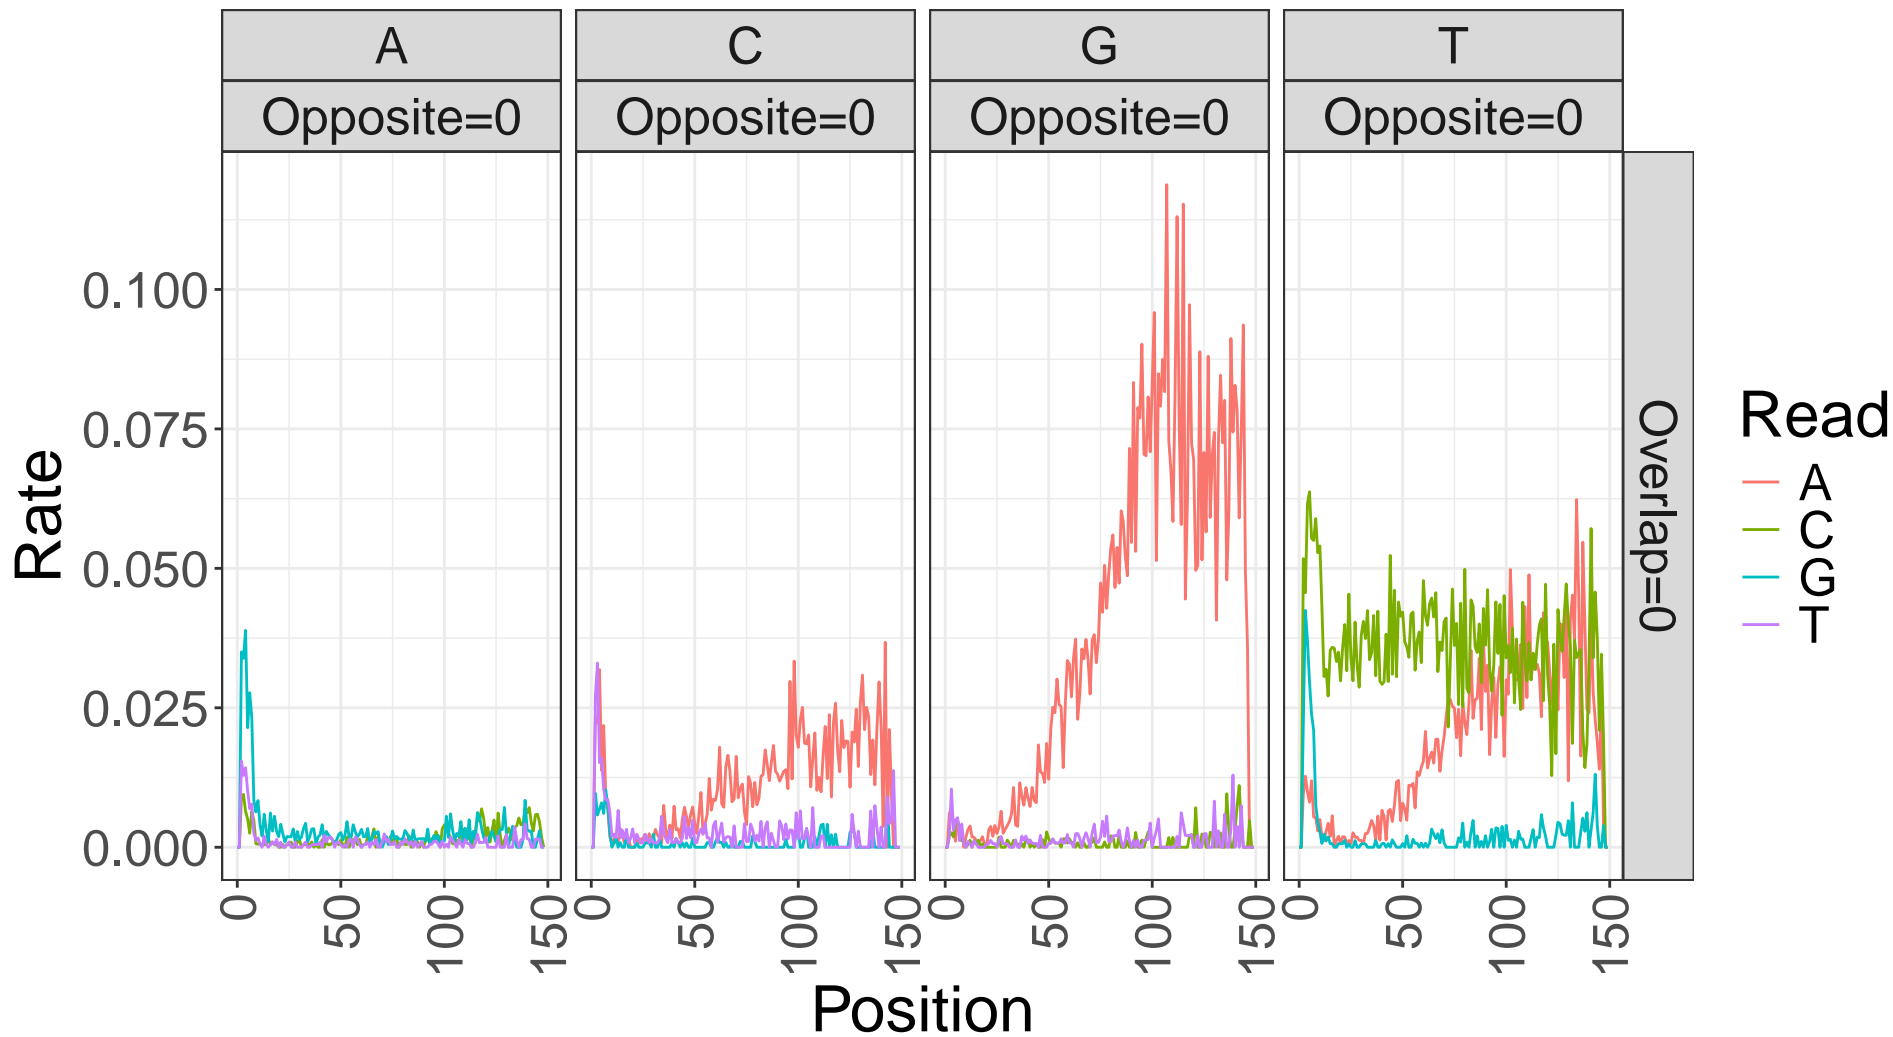 A C G T
Opposite=0 Opposite=0 Opposite=0 Opposite=0
0.100
0.075
0.050
0.025
0.000
Rate
0 50 100 150 0 50 100 150 0 50 100 150 0 50 100 150
Position
Overlap=0
Read
A
C
G
T